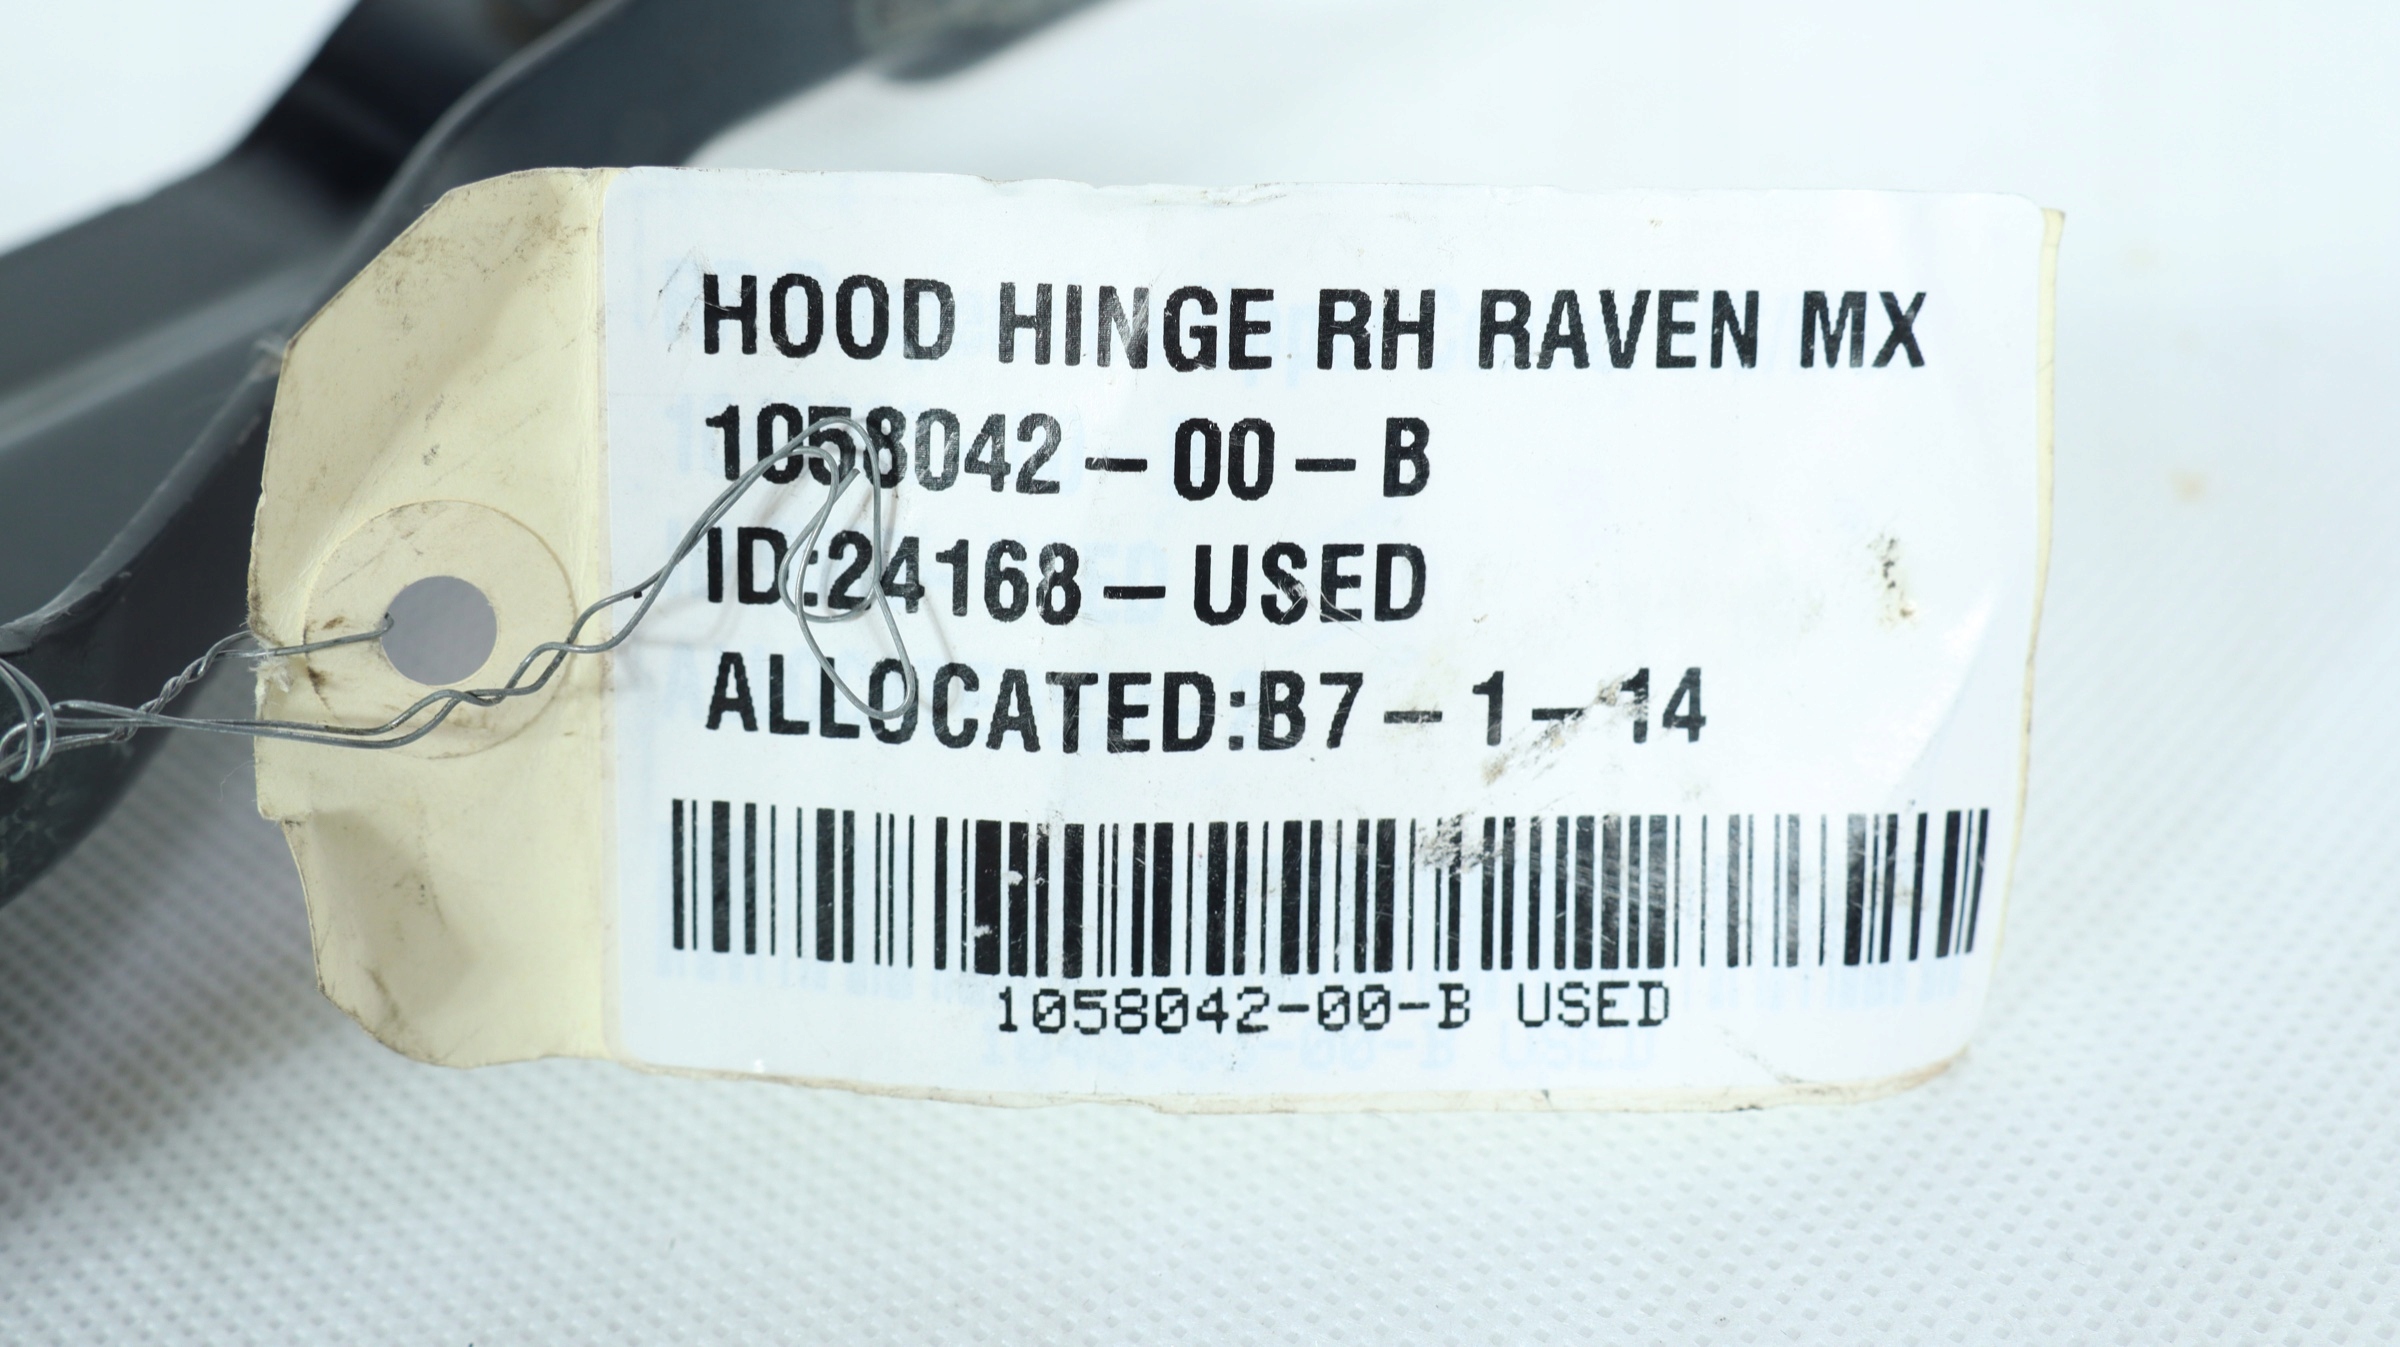 HOOD HINGE RH RAVEN MX
1058042-00-B
ID:24168-USED
ALLOCATED:B7-1-14
1058042-00-B USED